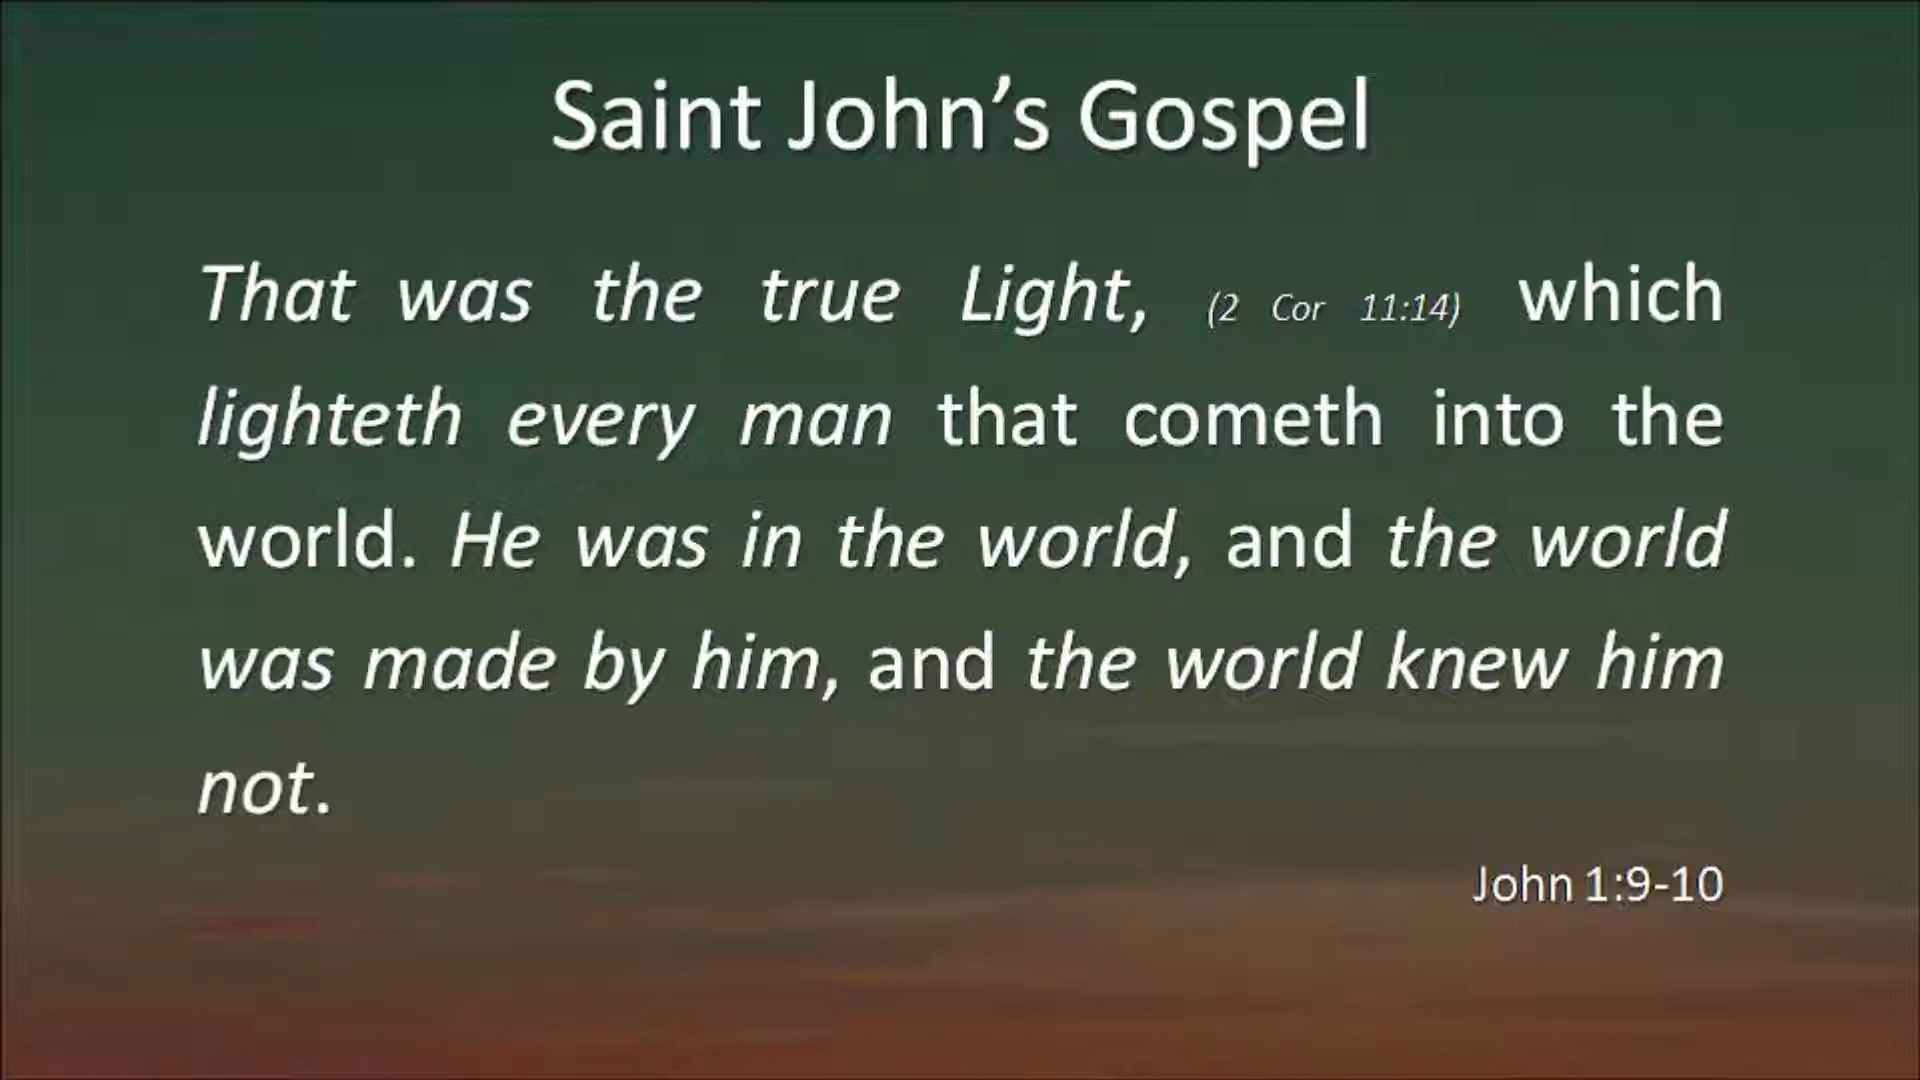 Saint John’s Gospel
That was the true Light, (2 Cor 11:14) which
lighteth every man that cometh into the
world. He was in the world, and the world
was made by him, and the world knew him
not.
John 1:9-10